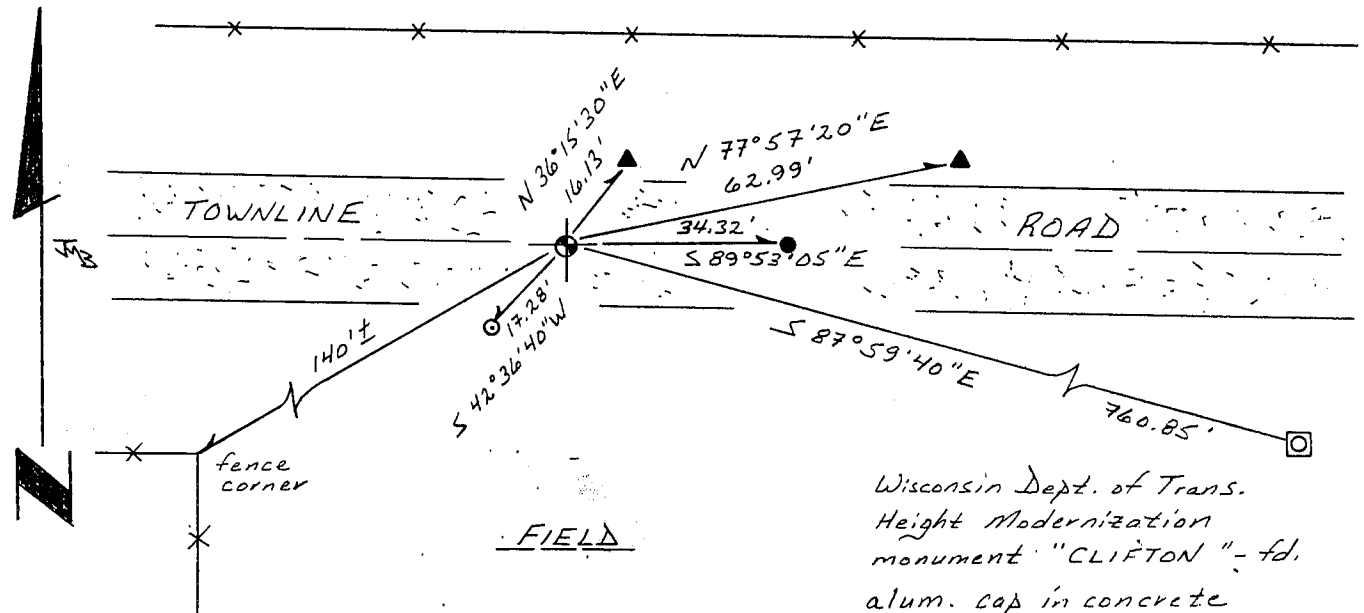 N 36°15'30"E
16.13'
N 77°57'20"E
62.99'
TOWNLINE
ROAD
34.32'
S 89°53'05"E
17.28'
S 42°36'40"W
140'±
S 87°59'40"E
760.85'
fence
corner
FIELD
Wisconsin Dept. of Trans.
Height Modernization
monument "CLIFTON" - fd.
alum. cap in concrete
N